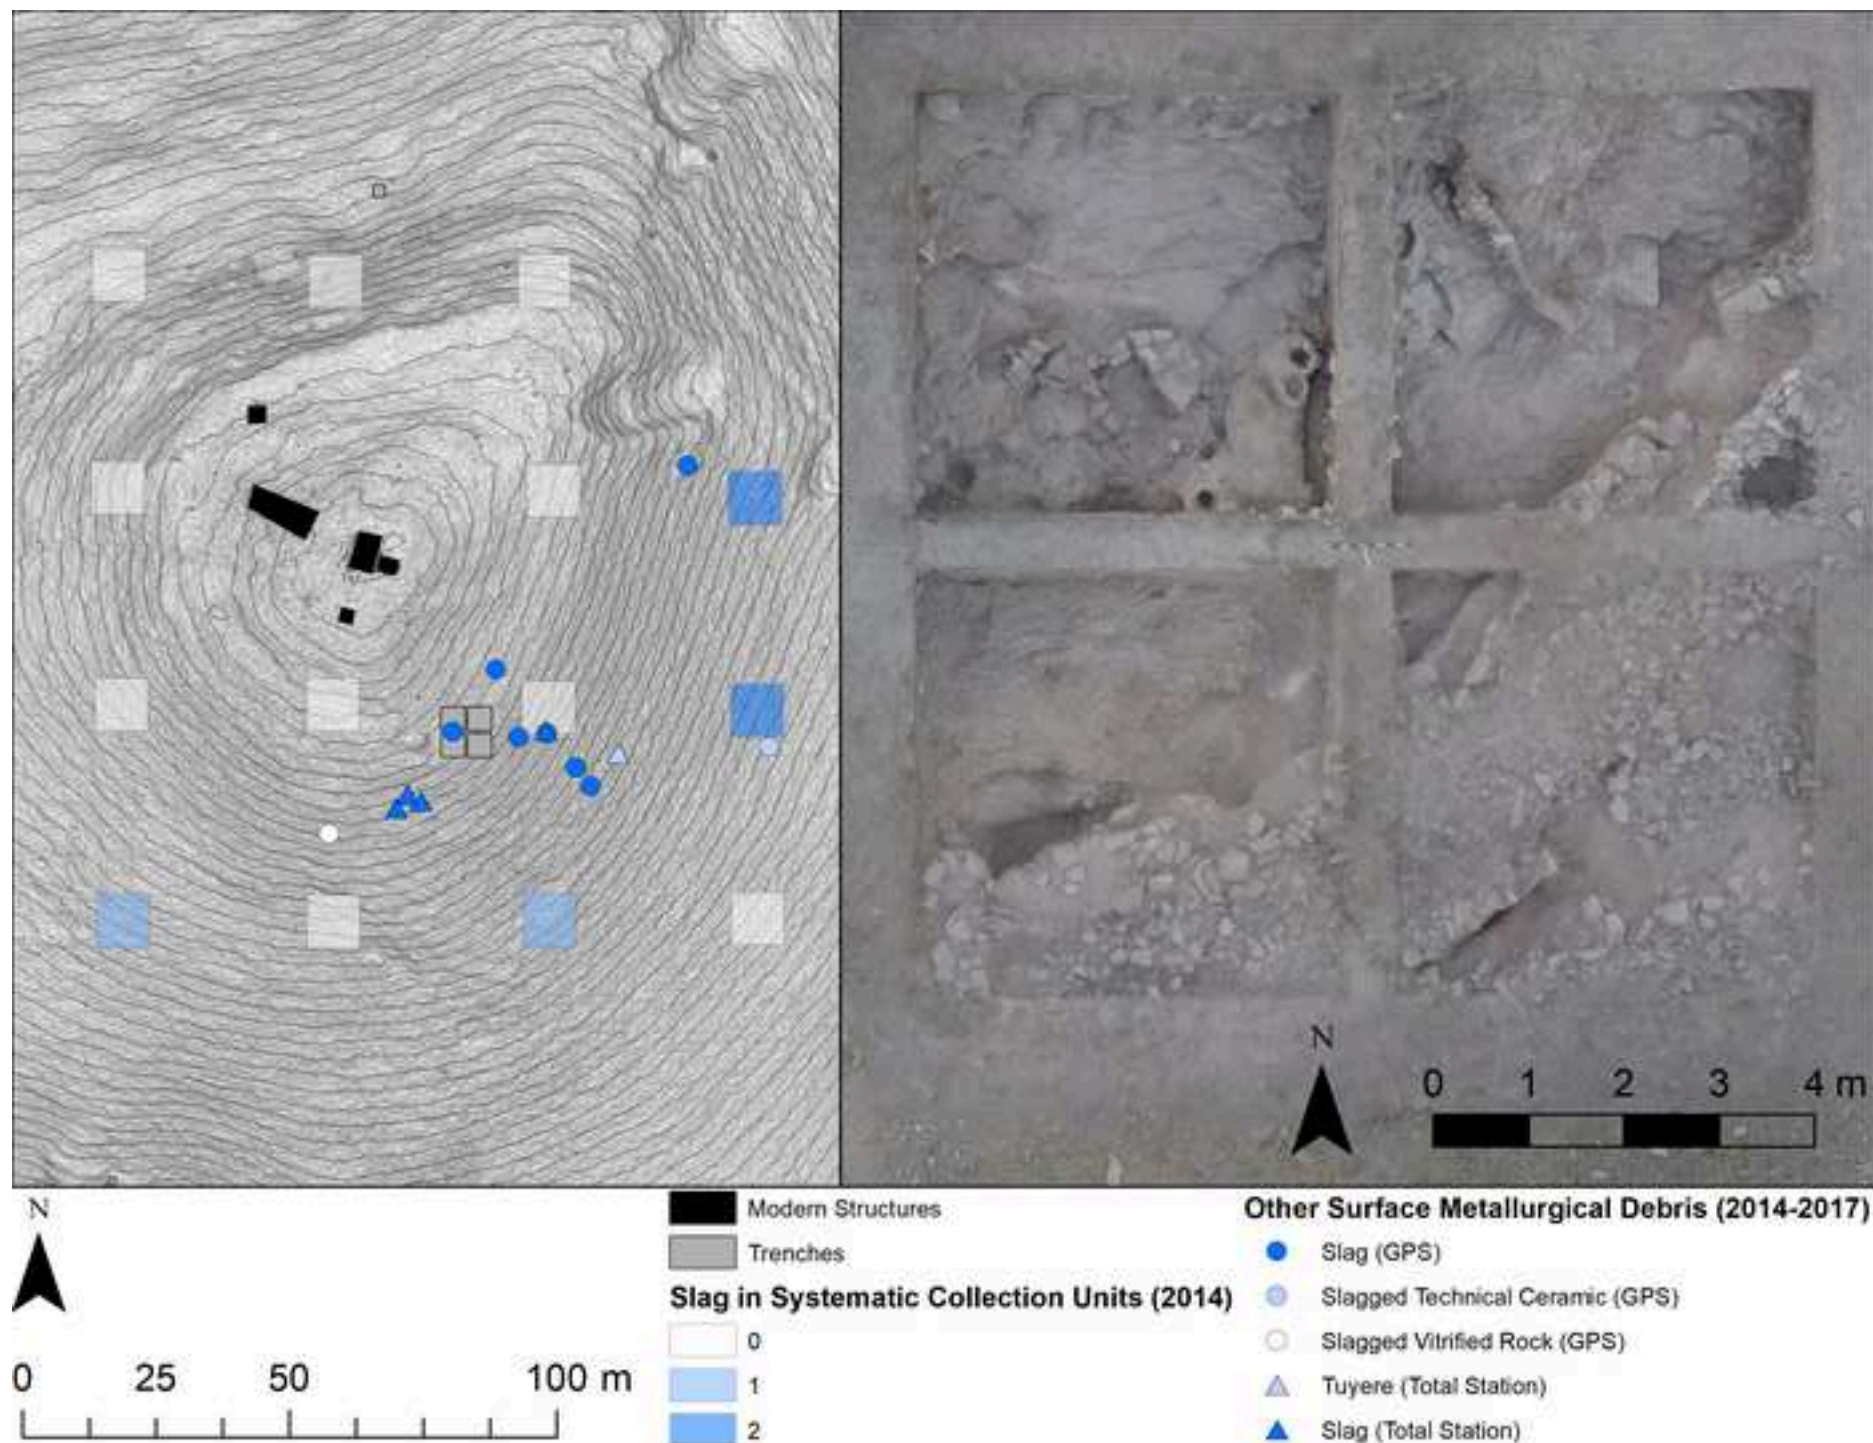 N
0 1 2 3 4 m
N
0 25 50 100 m
Modern Structures
Trenches
Slag in Systematic Collection Units (2014)
0
1
2
Other Surface Metallurgical Debris (2014-2017)
Slag (GPS)
Slagged Technical Ceramic (GPS)
Slagged Vitrified Rock (GPS)
Tuyere (Total Station)
Slag (Total Station)